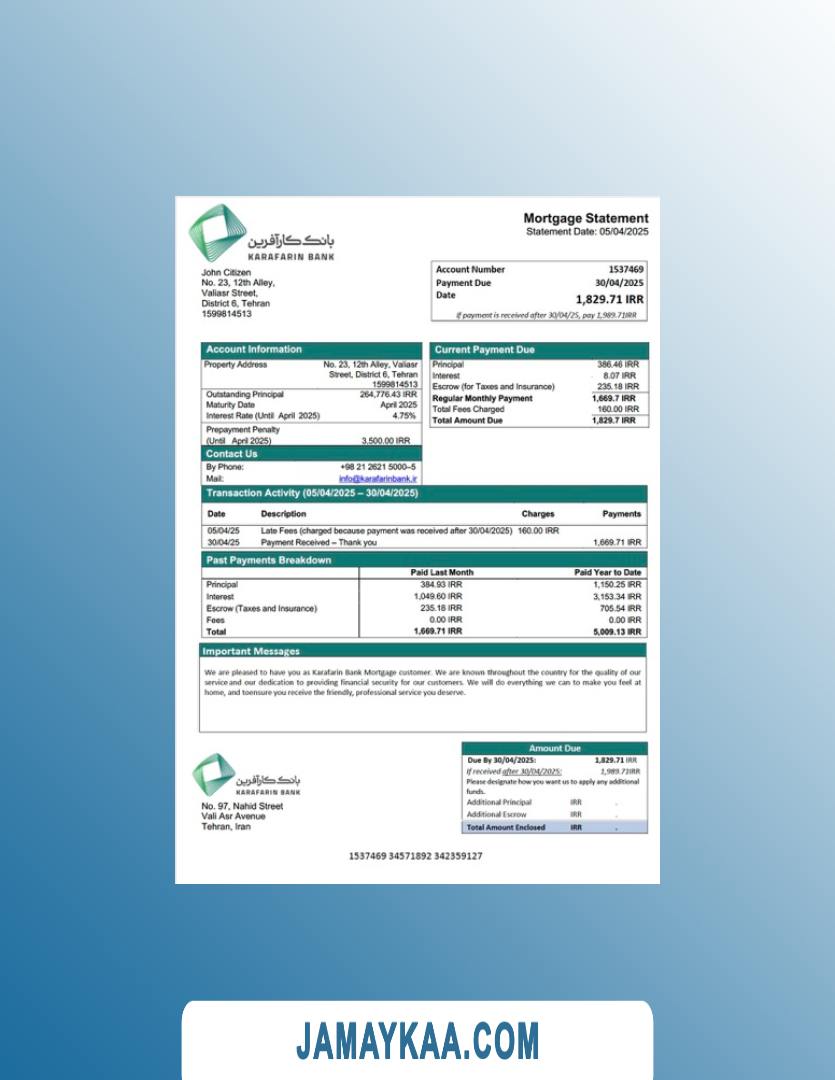 بانک کارآفرین
KARAFARIN BANK
Mortgage Statement
Statement Date: 05/04/2025
John Citizen
No. 23, 12th Alley,
Valiasr Street,
District 6, Tehran
1599814513
Account Number 1537469
Payment Due 30/04/2025
Date 1,829.71 IRR
if payment is received after 30/04/25, pay 1,989.71IRR
Account Information
Property Address No. 23, 12th Alley, Valiasr
Street, District 6, Tehran
1599814513
Outstanding Principal 264,776.43 IRR
Maturity Date April 2025
Interest Rate (Until April 2025) 4.75%
Prepayment Penalty
(Until April 2025) 3,500.00 IRR
Contact Us
By Phone: +98 21 2621 5000–5
Mail: info@karafarinbank.ir
Current Payment Due
Principal 386.46 IRR
Interest 8.07 IRR
Escrow (for Taxes and Insurance) 235.18 IRR
Regular Monthly Payment 1,669.7 IRR
Total Fees Charged 160.00 IRR
Total Amount Due 1,829.7 IRR
Transaction Activity (05/04/2025 – 30/04/2025)
Date Description Charges Payments
05/04/25 Late Fees (charged because payment was received after 30/04/2025) 160.00 IRR
30/04/25 Payment Received – Thank you 1,669.71 IRR
Past Payments Breakdown
Paid Last Month Paid Year to Date
Principal 384.93 IRR 1,150.25 IRR
Interest 1,049.60 IRR 3,153.34 IRR
Escrow (Taxes and Insurance) 235.18 IRR 705.54 IRR
Fees 0.00 IRR 0.00 IRR
Total 1,669.71 IRR 5,009.13 IRR
Important Messages
We are pleased to have you as Karafarin Bank Mortgage customer. We are known throughout the country for the quality of our
service and our dedication to providing financial security for our customers. We will do everything we can to make you feel at
home, and toensure you receive the friendly, professional service you deserve.
بانک کارآفرین
KARAFARIN BANK
No. 97, Nahid Street
Vali Asr Avenue
Tehran, Iran
Amount Due
Due By 30/04/2025: 1,829.71 IRR
If received after 30/04/2025: 1,989.71IRR
Please designate how you want us to apply any additional
funds.
Additional Principal IRR .
Additional Escrow IRR .
Total Amount Enclosed IRR .
1537469 34571892 342359127
JAMAYKAA.COM